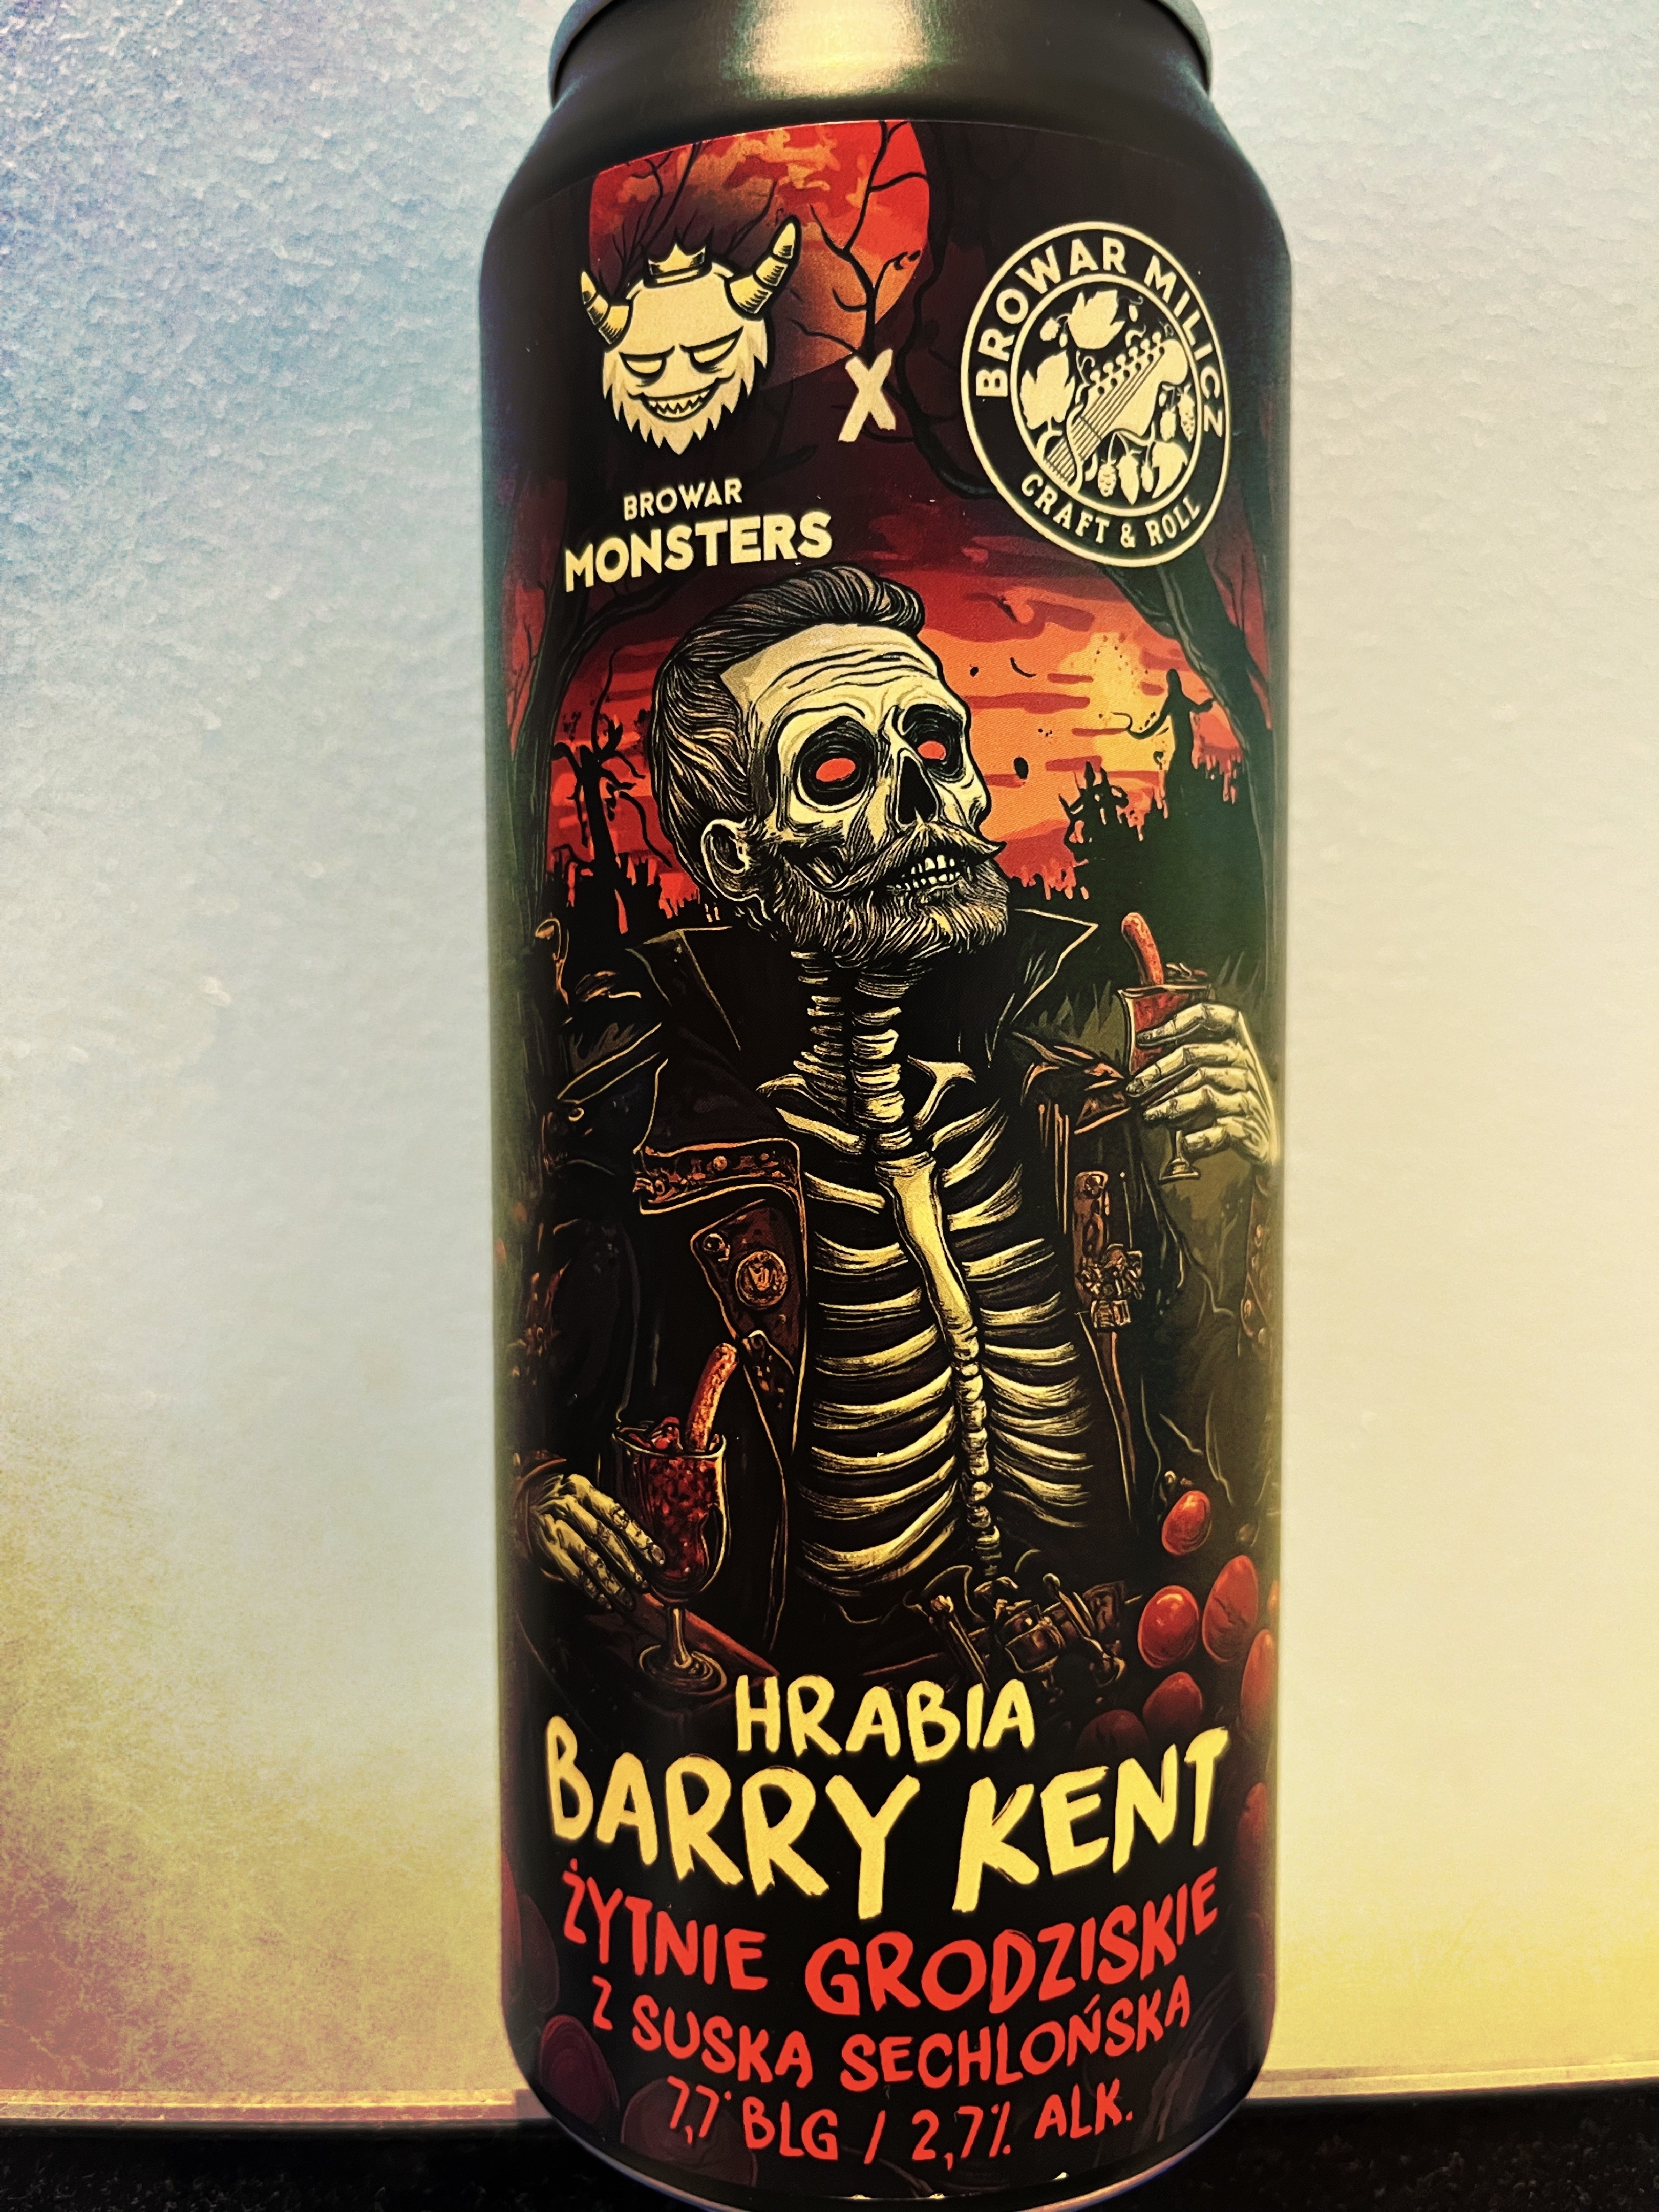 BROWAR
MONSTERS
X
BROWAR MILICZ
CRAFT & ROLL
HRABIA
BARRY KENT
ŻYTNIE GRODZISKIE
Z SUSKĄ SECHLOŃSKĄ
7,7° BLG / 2,7% ALK.